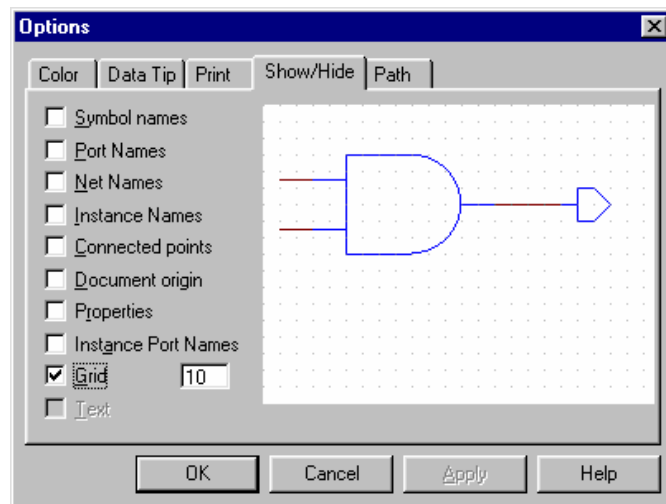 Options
Color Data Tip Print Show/Hide Path
Symbol names
Port Names
Net Names
Instance Names
Connected points
Document origin
Properties
Instance Port Names
Grid 10
Text
OK Cancel Apply Help